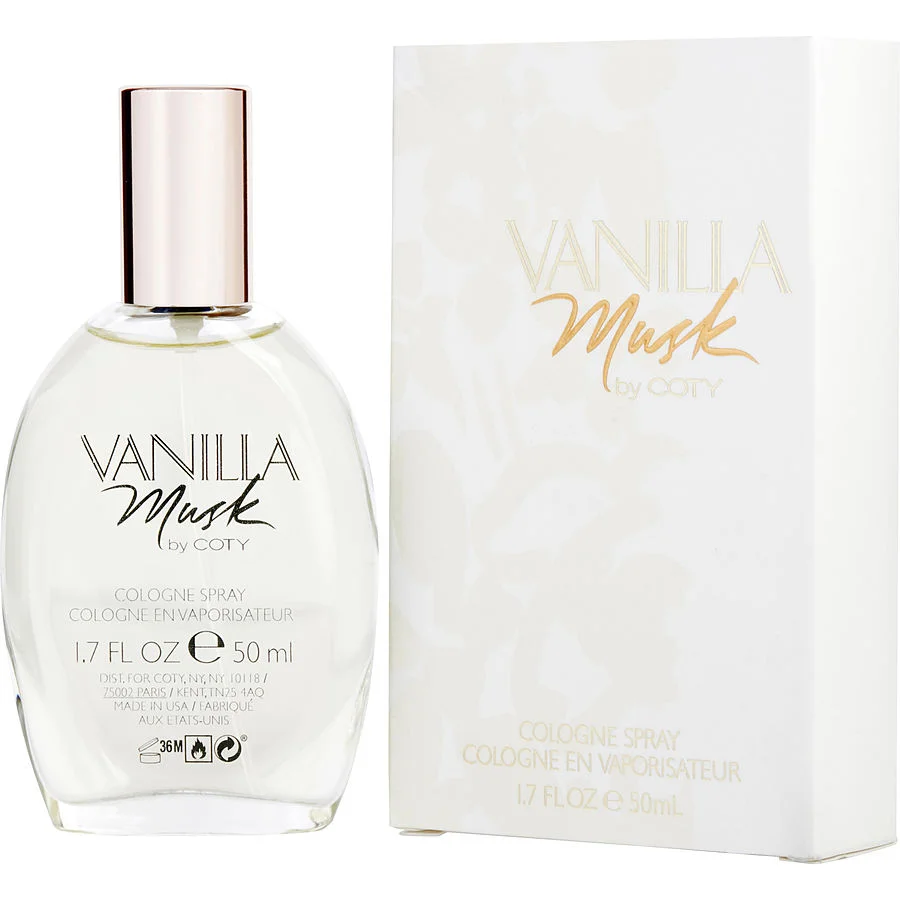 VANILLA
Musk
by COTY
COLOGNE SPRAY
COLOGNE EN VAPORISATEUR
1.7 FL OZ e 50 ml
DIST. FOR COTY, NY, NY 10118 /
75002 PARIS / KENT, TN25 4AQ
MADE IN USA / FABRIQUÉ
AUX ETATS-UNIS
36M ®
VANILLA
Musk
by COTY
COLOGNE SPRAY
COLOGNE EN VAPORISATEUR
1.7 FL OZ e 50mL